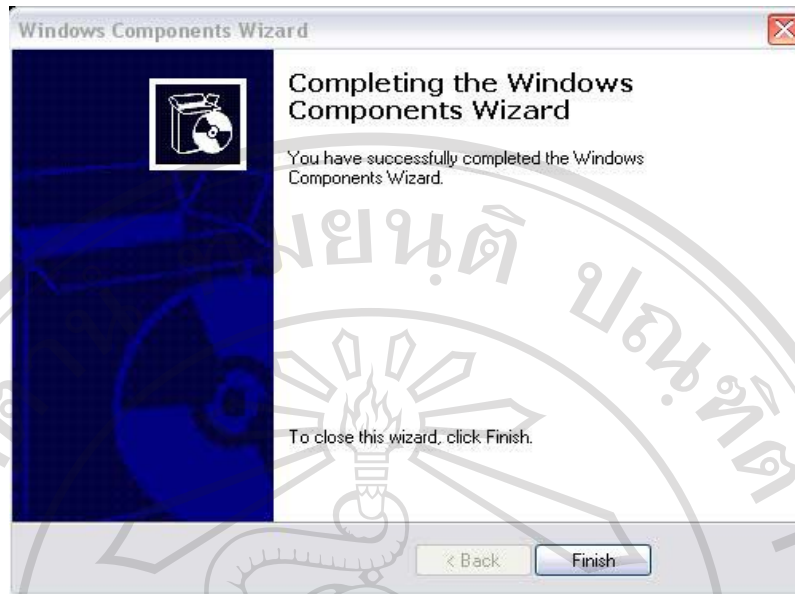 Windows Components Wizard
Completing the Windows
Components Wizard
You have successfully completed the Windows
Components Wizard.
To close this wizard, click Finish.
< Back
Finish